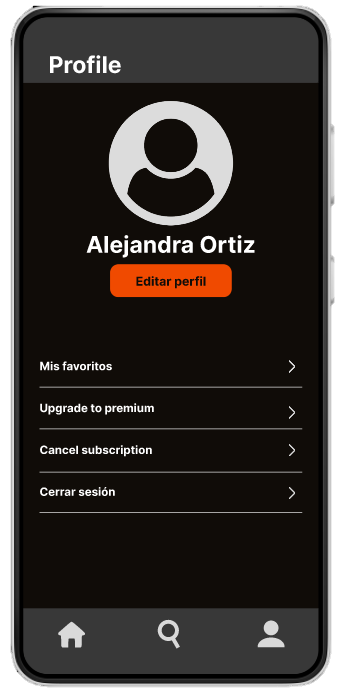 Profile
Alejandra Ortiz
Editar perfil
Mis favoritos
Upgrade to premium
Cancel subscription
Cerrar sesión